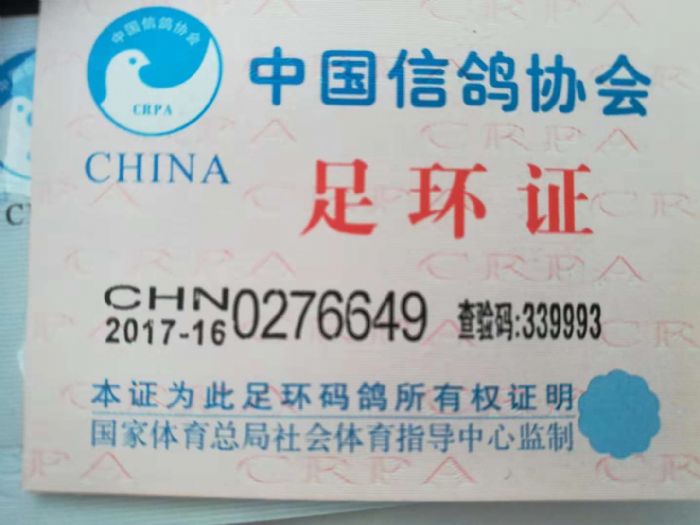 中国信鸽协会
CRPA
CHINA
中国信鸽协会
足环证
CHN
2017-16 0276649 查验码:339993
本证为此足环码鸽所有权证明
国家体育总局社会体育指导中心监制